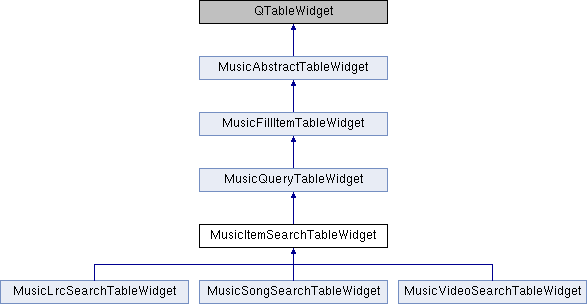 QTableWidget
MusicAbstractTableWidget
MusicFillItemTableWidget
MusicQueryTableWidget
MusicItemSearchTableWidget
MusicLrcSearchTableWidget
MusicSongSearchTableWidget
MusicVideoSearchTableWidget